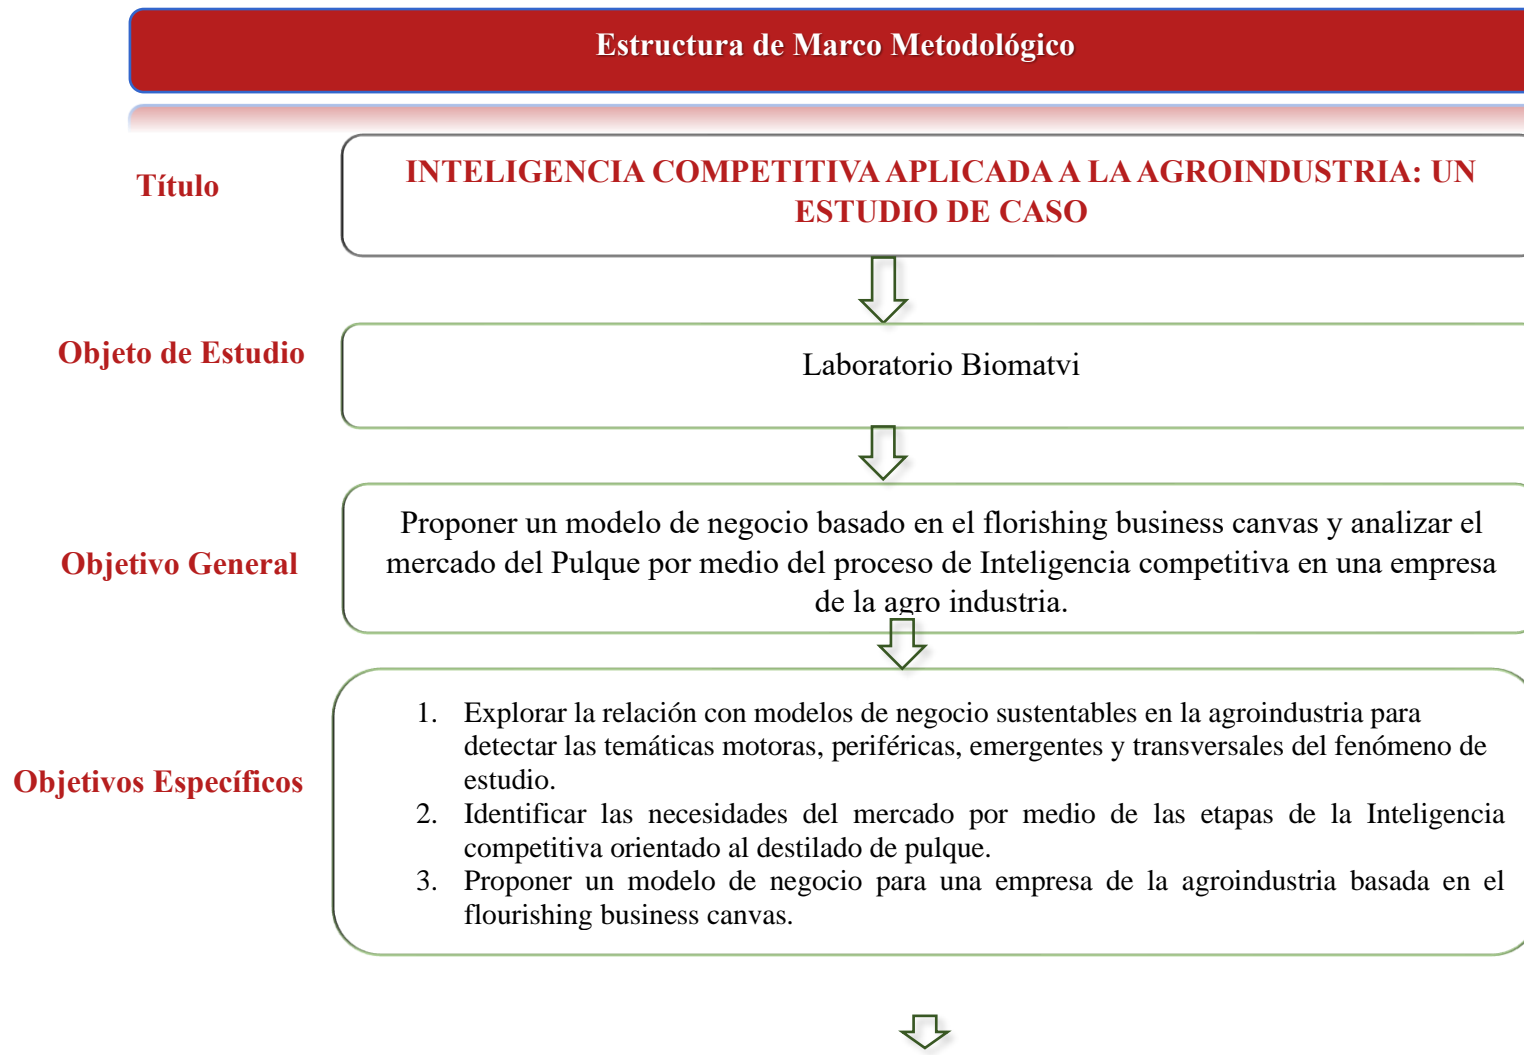 Estructura de Marco Metodológico
Título
INTELIGENCIA COMPETITIVA APLICADA A LA AGROINDUSTRIA: UN
ESTUDIO DE CASO
Objeto de Estudio
Laboratorio Biomatvi
Objetivo General
Proponer un modelo de negocio basado en el florishing business canvas y analizar el
mercado del Pulque por medio del proceso de Inteligencia competitiva en una empresa
de la agro industria.
Objetivos Específicos
1. Explorar la relación con modelos de negocio sustentables en la agroindustria para
detectar las temáticas motoras, periféricas, emergentes y transversales del fenómeno de
estudio.
2. Identificar las necesidades del mercado por medio de las etapas de la Inteligencia
competitiva orientado al destilado de pulque.
3. Proponer un modelo de negocio para una empresa de la agroindustria basada en el
flourishing business canvas.